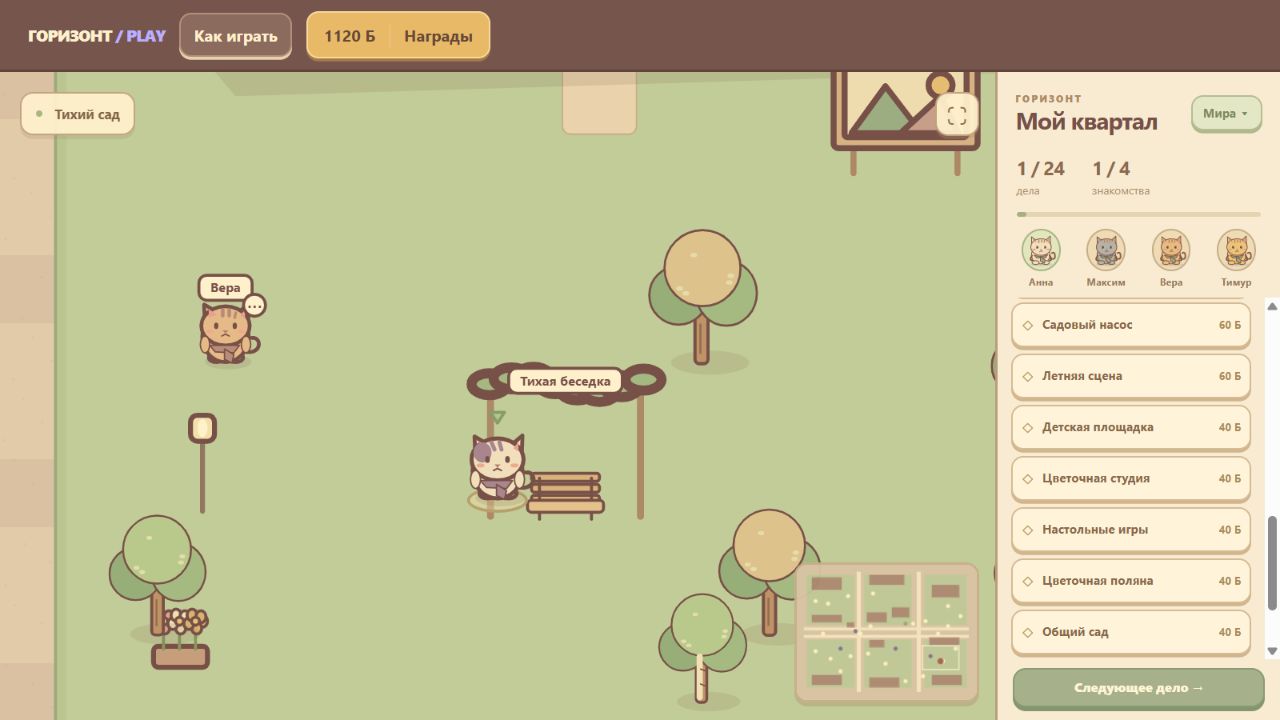 ГОРИЗОНТ / PLAY
Как играть
1120 Б
Награды
Тихий сад
ГОРИЗОНТ
Мой квартал
Мира
1 / 24
1 / 4
дела
знакомства
Анна
Максим
Вера
Тимур
Вера
Тихая беседка
Садовый насос 60 Б
Летняя сцена 60 Б
Детская площадка 40 Б
Цветочная студия 40 Б
Настольные игры 40 Б
Цветочная поляна 40 Б
Общий сад 40 Б
Следующее дело →